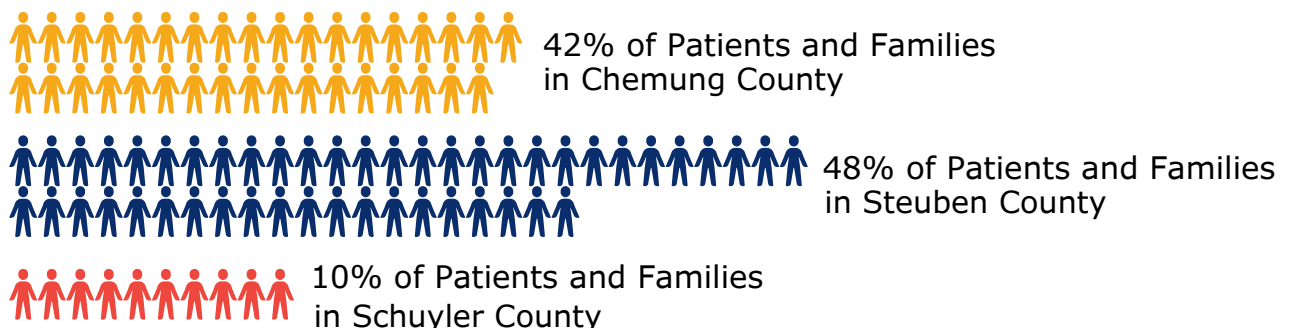 42% of Patients and Families
in Chemung County
48% of Patients and Families
in Steuben County
10% of Patients and Families
in Schuyler County